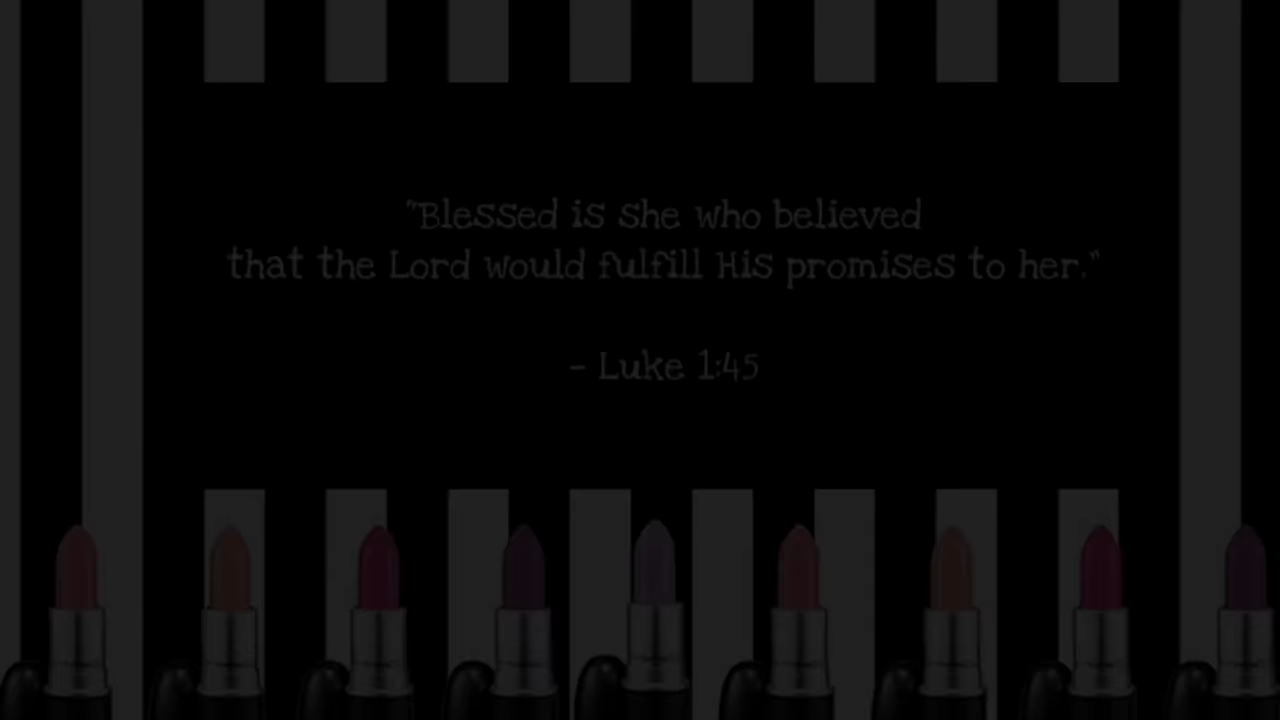 "Blessed is she who believed
that the Lord would fulfill His promises to her."
- Luke 1:45